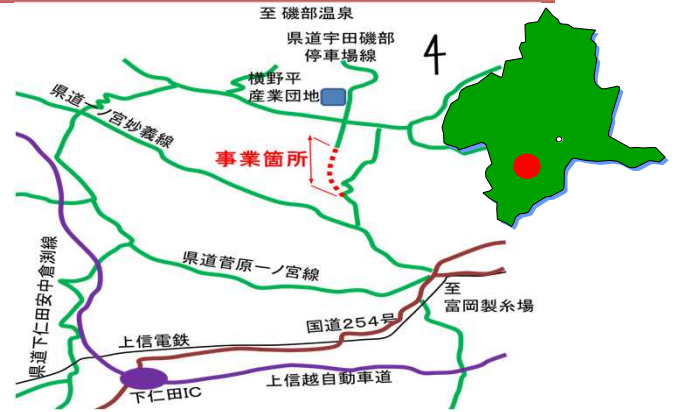 至 磯部温泉
県道宇田磯部
停車場線
横野平
産業団地
県道一ノ宮妙義線
事業箇所
県道下仁田安中倉渕線
県道菅原一ノ宮線
至
富岡製糸場
国道254号
上信電鉄
上信越自動車道
下仁田IC